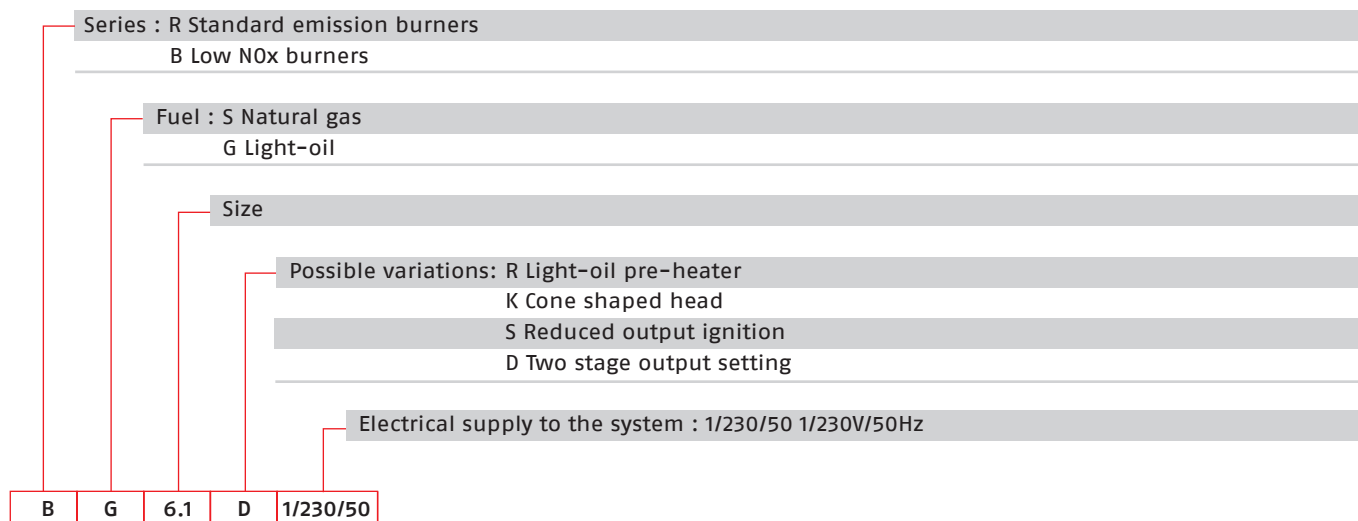 Series : R Standard emission burners
B Low N0x burners
Fuel : S Natural gas
G Light-oil
Size
Possible variations: R Light-oil pre-heater
K Cone shaped head
S Reduced output ignition
D Two stage output setting
Electrical supply to the system : 1/230/50 1/230V/50Hz
B G 6.1 D 1/230/50